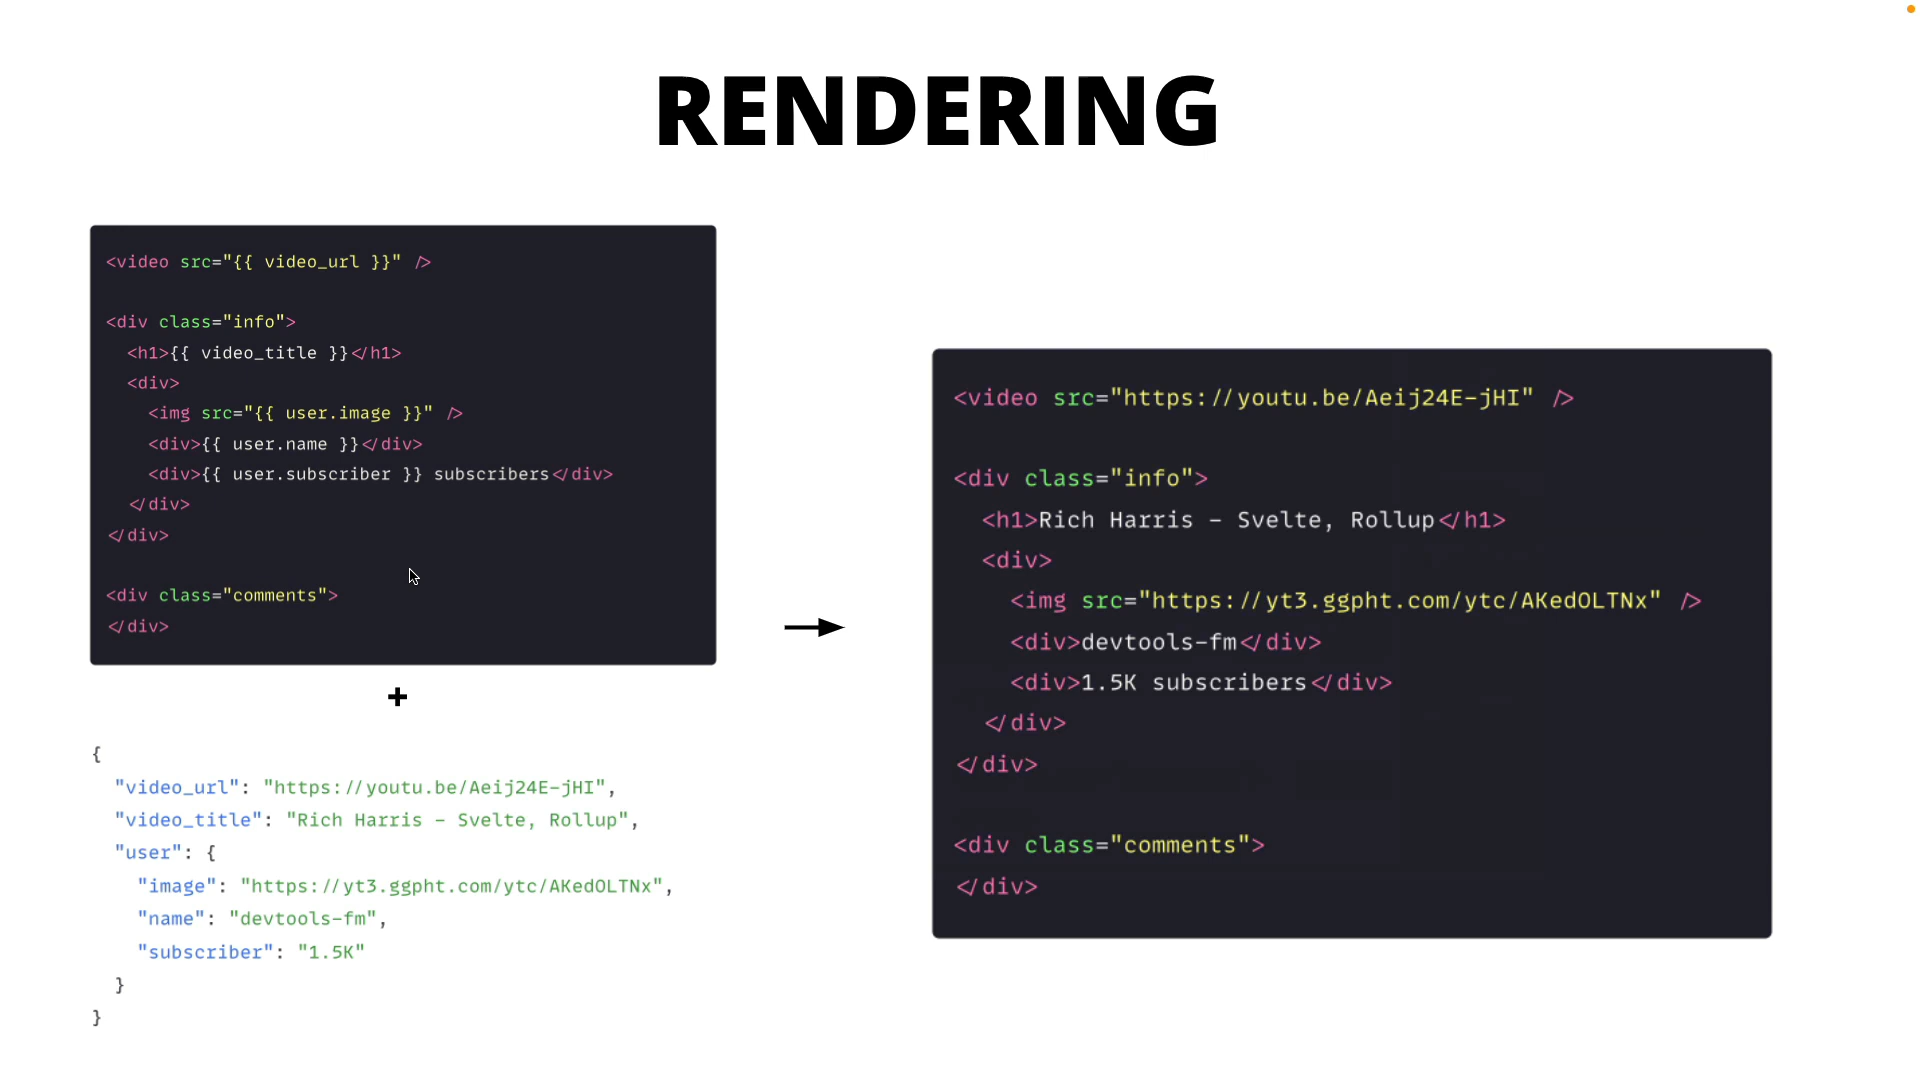 RENDERING
<video src="{{ video_url }}" />
<div class="info">
<h1>{{ video_title }}</h1>
<div>
<img src="{{ user.image }}" />
<div>{{ user.name }}</div>
<div>{{ user.subscriber }} subscribers</div>
</div>
</div>
<div class="comments">
</div>
+
{
"video_url": "https://youtu.be/Aeij24E-jHI",
"video_title": "Rich Harris - Svelte, Rollup",
"user": {
"image": "https://yt3.ggpht.com/ytc/AKedOLTNx",
"name": "devtools-fm",
"subscriber": "1.5K"
}
}
<video src="https://youtu.be/Aeij24E-jHI" />
<div class="info">
<h1>Rich Harris - Svelte, Rollup</h1>
<div>
<img src="https://yt3.ggpht.com/ytc/AKedOLTNx" />
<div>devtools-fm</div>
<div>1.5K subscribers</div>
</div>
</div>
<div class="comments">
</div>